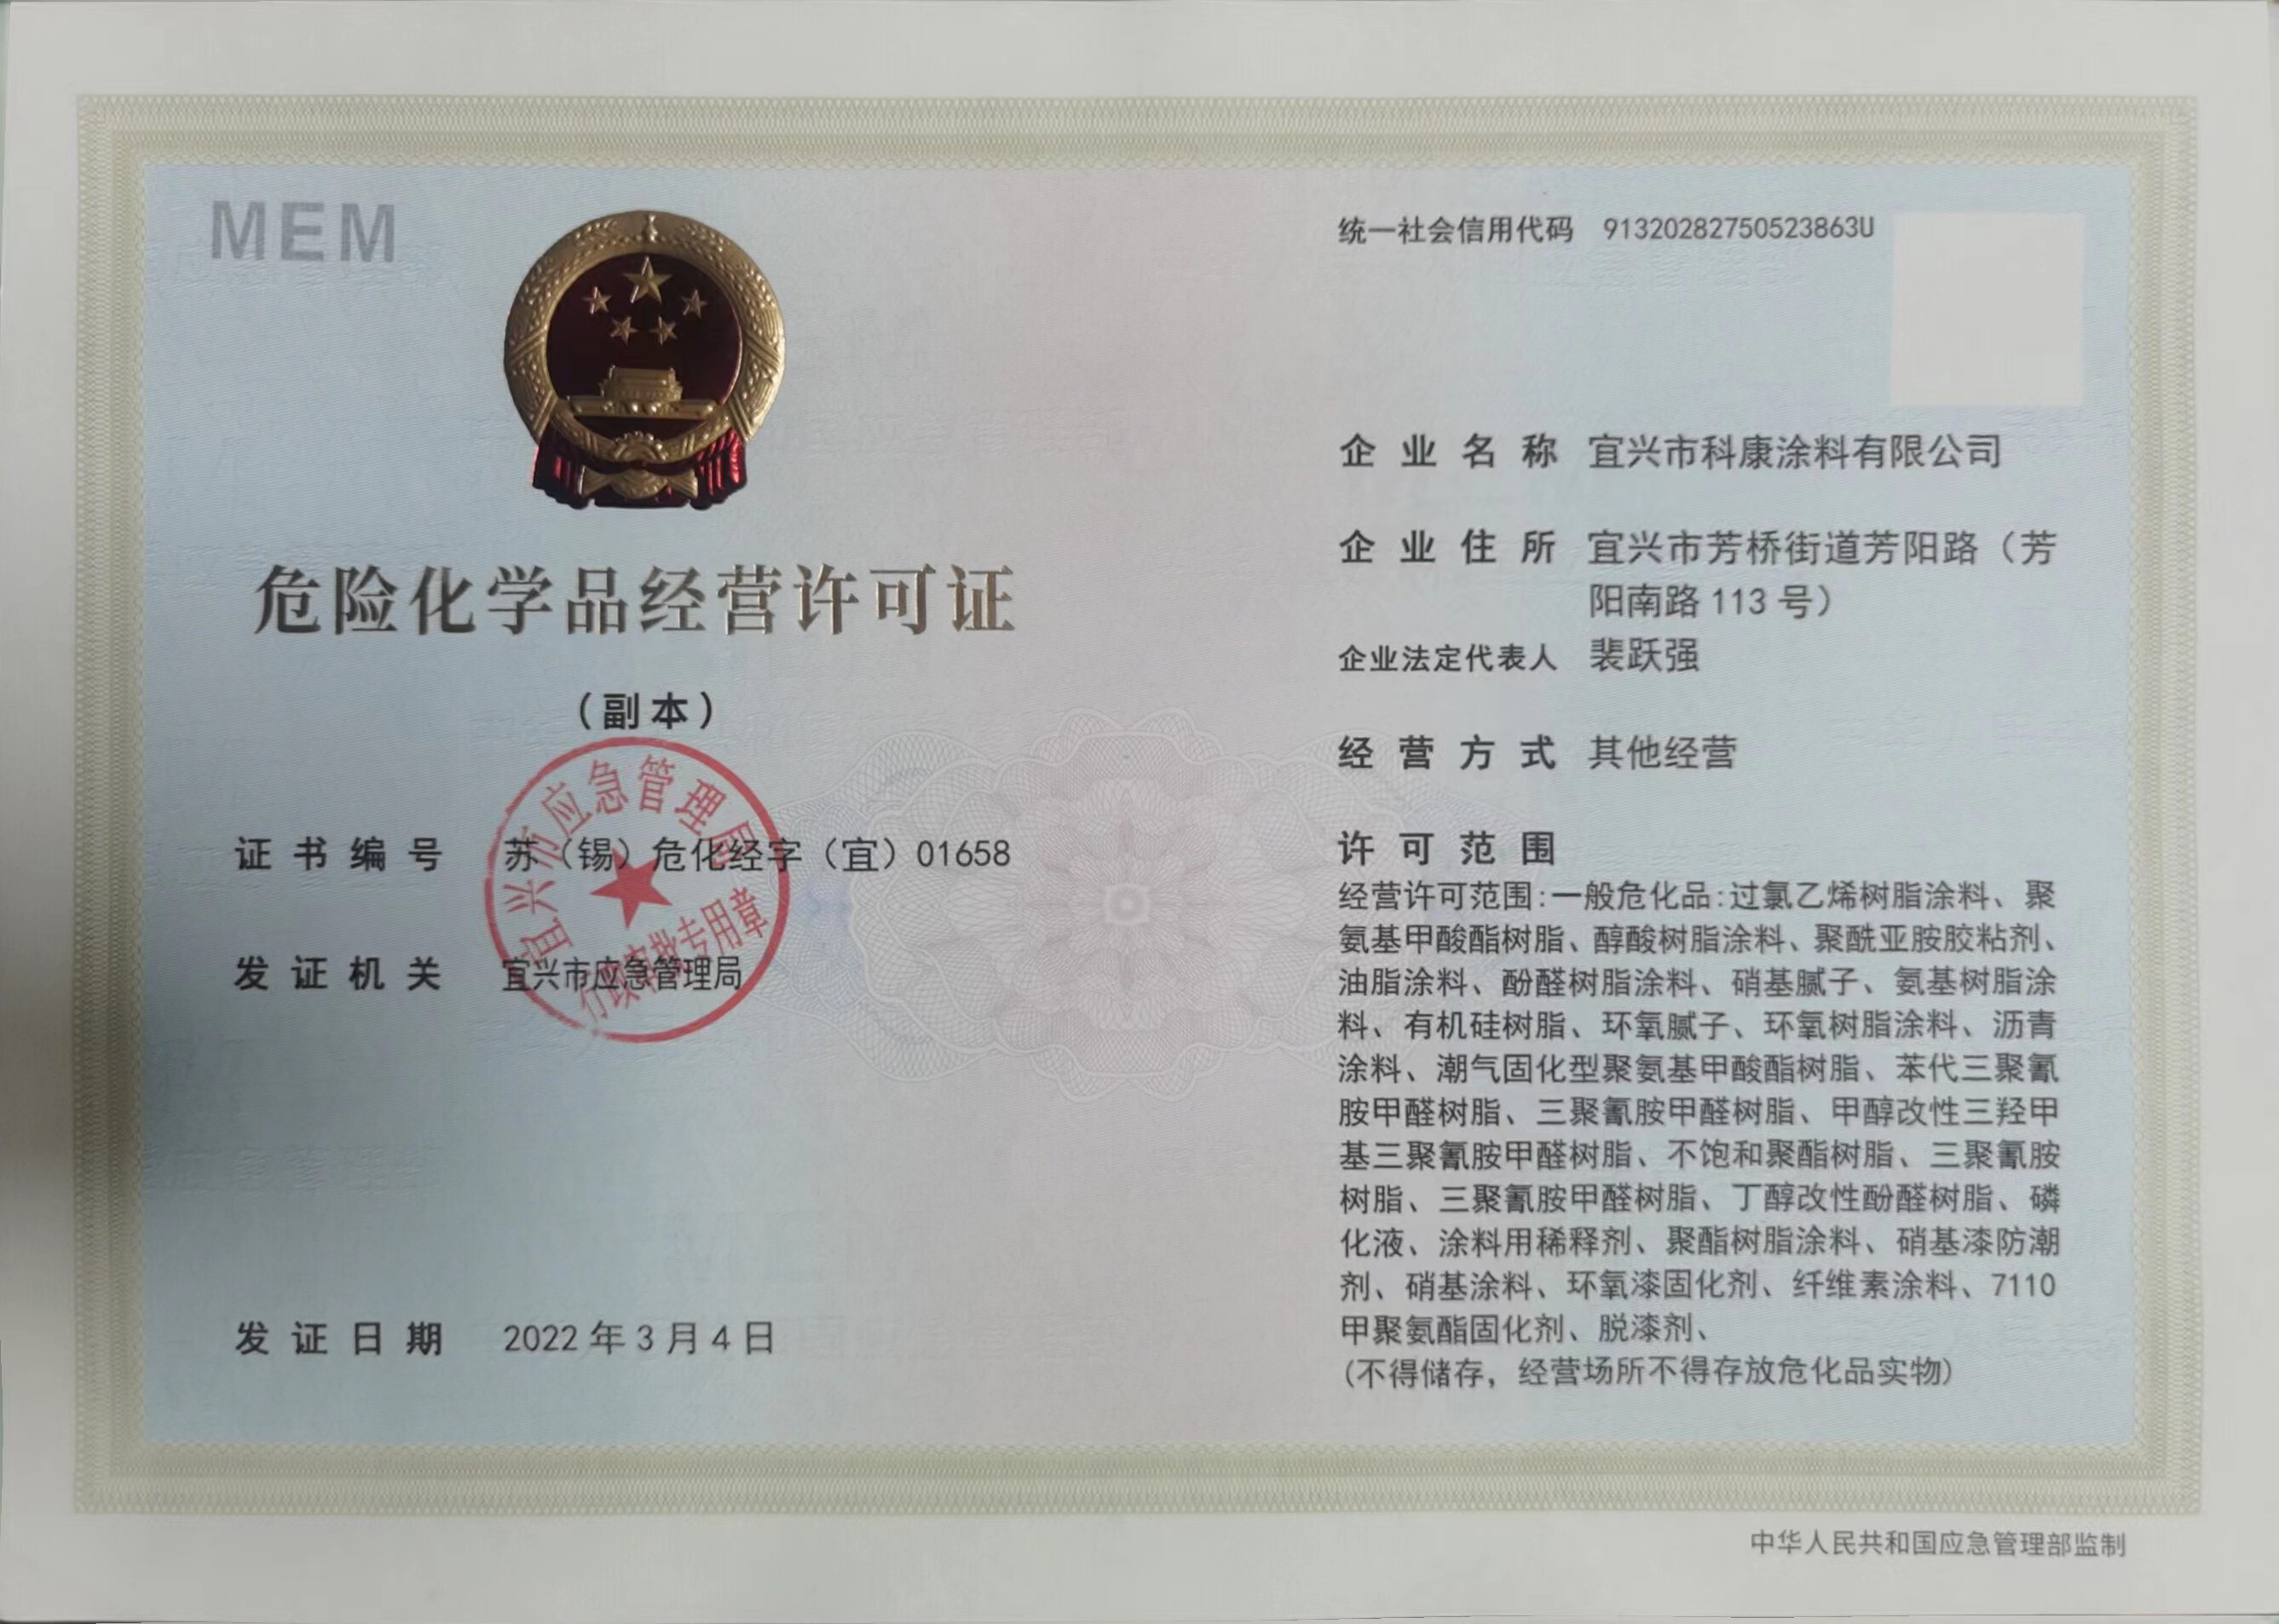 MEM
危险化学品经营许可证
（副本）
证书编号 苏（锡）危化经字（宜）01658
发证机关 宜兴市应急管理局
宜兴市应急管理局
行政审批专用章
发证日期 2022年3月4日
统一社会信用代码 91320282750523863U
企业名称 宜兴市科康涂料有限公司
企业住所 宜兴市芳桥街道芳阳路（芳
阳南路113号）
企业法定代表人 裴跃强
经营方式 其他经营
许可范围
经营许可范围:一般危化品:过氯乙烯树脂涂料、聚
氨基甲酸酯树脂、醇酸树脂涂料、聚酰亚胺胶粘剂、
油脂涂料、酚醛树脂涂料、硝基腻子、氨基树脂涂
料、有机硅树脂、环氧腻子、环氧树脂涂料、沥青
涂料、潮气固化型聚氨基甲酸酯树脂、苯代三聚氰
胺甲醛树脂、三聚氰胺甲醛树脂、甲醇改性三羟甲
基三聚氰胺甲醛树脂、不饱和聚酯树脂、三聚氰胺
树脂、三聚氰胺甲醛树脂、丁醇改性酚醛树脂、磷
化液、涂料用稀释剂、聚酯树脂涂料、硝基漆防潮
剂、硝基涂料、环氧漆固化剂、纤维素涂料、7110
甲聚氨酯固化剂、脱漆剂、
(不得储存，经营场所不得存放危化品实物)
中华人民共和国应急管理部监制